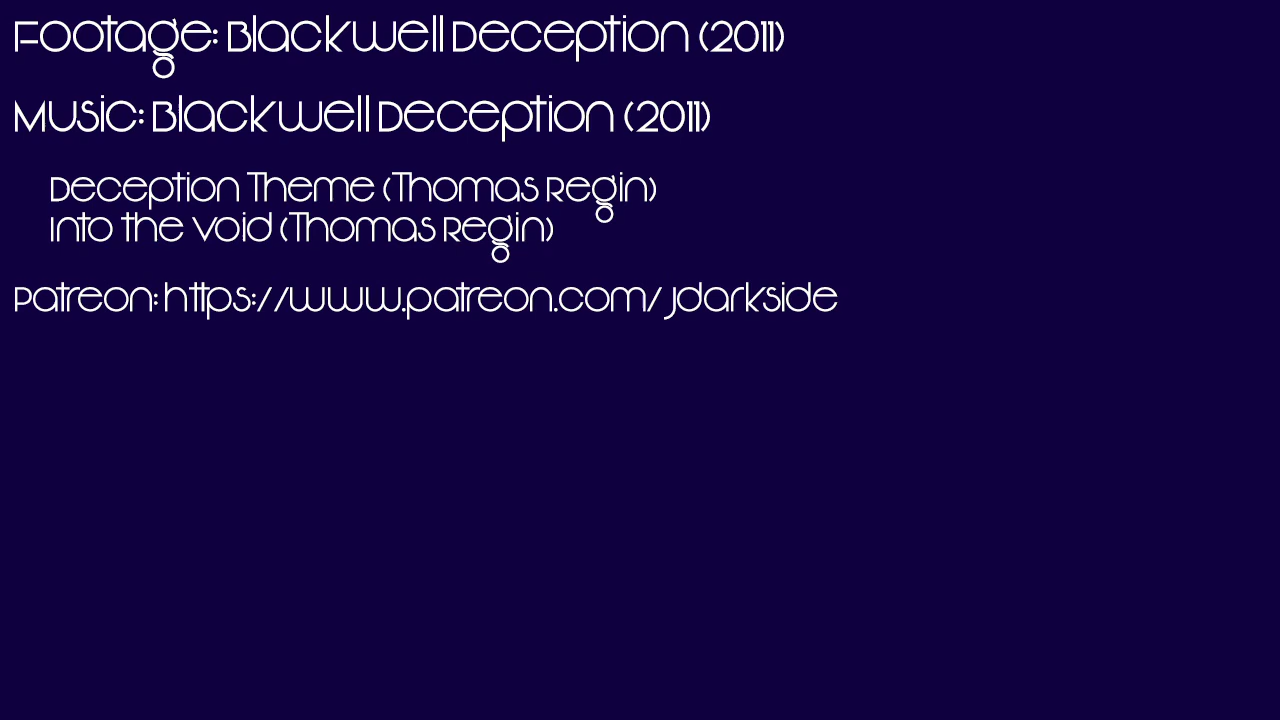 Footage: Blackwell Deception (2011)
Music: Blackwell Deception (2011)
Deception Theme (Thomas Regin)
Into the Void (Thomas Regin)
Patreon: https://www.patreon.com/jdarkside